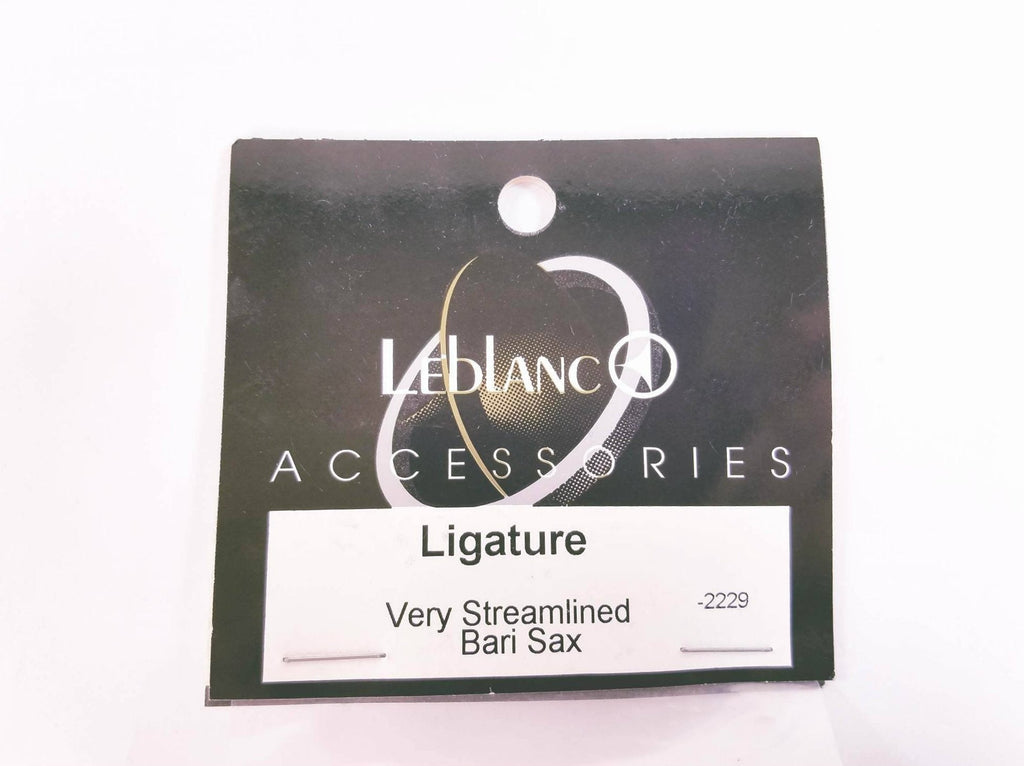 Leblanc
ACCESSORIES
Ligature
-2229
Very Streamlined
Bari Sax